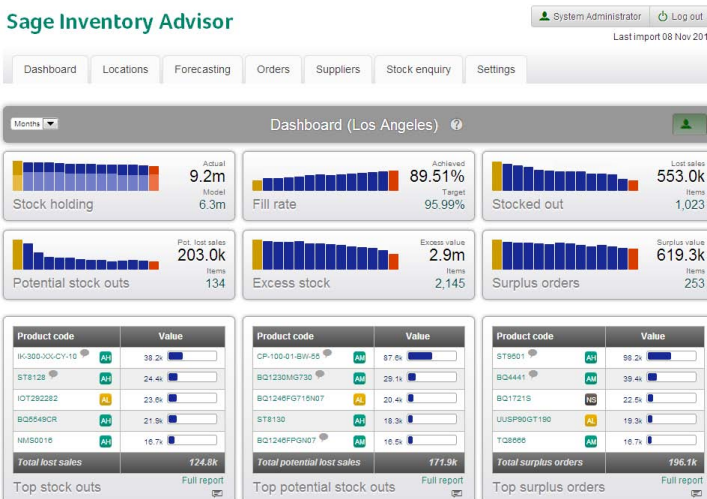 Sage Inventory Advisor
System Administrator
Log out
Last import 08 Nov 201
Dashboard
Locations
Forecasting
Orders
Suppliers
Stock enquiry
Settings
Months
Dashboard (Los Angeles) ?
Actual
9.2m
Model
Stock holding 6.3m
Achieved
89.51%
Target
Fill rate 95.99%
Lost sales
553.0k
Items
Stocked out 1,023
Pot. lost sales
203.0k
Items
Potential stock outs 134
Excess value
2.9m
Items
Excess stock 2,145
Surplus value
619.3k
Items
Surplus orders 253
Product code Value
IK-300-XX-CY-10 AH 38.2k
ST8128 AH 24.4k
IOT292282 AL 23.6k
BQ6549CR AH 21.9k
NMS0016 AH 16.7k
Total lost sales 124.8k
Full report
Top stock outs
Product code Value
CP-100-01-BW-66 AM 87.6k
BQ1230MG730 AM 29.1k
BQ1246FG716N07 AL 20.4k
ST8130 AH 18.3k
BQ1246FPGN07 AM 16.5k
Total potential lost sales 171.9k
Full report
Top potential stock outs
Product code Value
ST9601 AH 98.2k
BQ4441 AM 39.4k
BQ1721S NS 22.5k
UUSP90GT190 AL 19.3k
TQ8666 AM 16.7k
Total surplus orders 196.1k
Full report
Top surplus orders